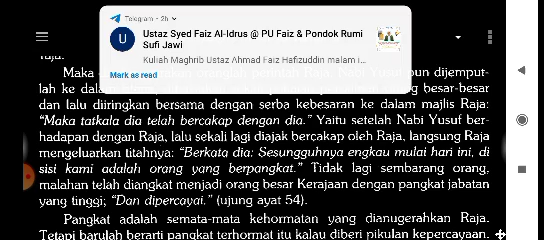 Telegram • 2h
Ustaz Syed Faiz Al-Idrus @ PU Faiz & Pondok Rumi
Sufi Jawi
Kuliah Maghrib Ustaz Ahmad Faiz Hafizuddin malam i...
Mark as read
U
Maka pun dijemput-
lah ke dalam besar-besar
dan lalu diiringkan bersama dengan serba kebesaran ke dalam majlis Raja:
"Maka tatkala dia telah bercakap dengan dia." Yaitu setelah Nabi Yusuf ber-
hadapan dengan Raja, lalu sekali lagi diajak berçakap oleh Raja, langsung Raja
mengeluarkan titahnya: "Berkata dia: Sesungguhnya engkau mulai hari ini, di
sisi kami adalah orang yang berpangkat." Tidak lagi sembarang orang,
malahan telah diangkat menjadi orang besar Kerajaan dengan pangkat jabatan
yang tinggi; "Dan dipercayai." (ujung ayat 54).
Pangkat adalah semata-mata kehormatan yang dianugerahkan Raja.
Tetapi barulah berarti pangkat terhormat itu kalau diberi pikulan kepercayaan.